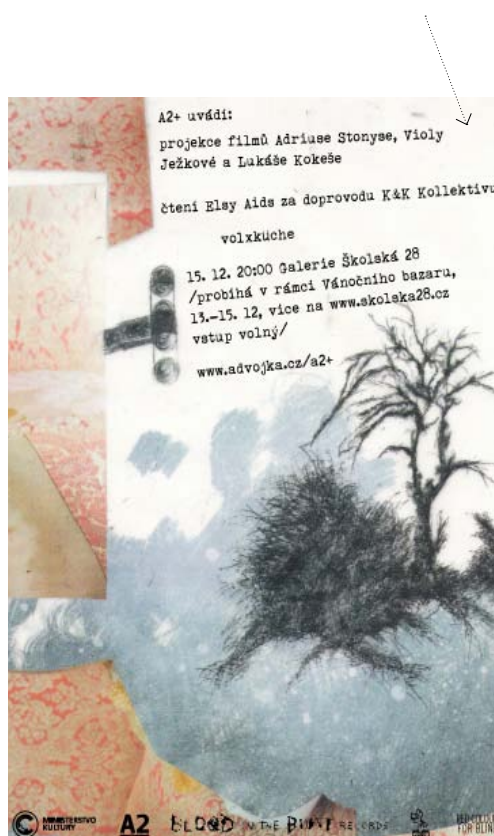 A2+ uvádí:
projekce filmů Adriuse Stonyse, Violy
Ježkové a Lukáše Kokeše
čtení Elsy Aids za doprovodu K&K Kollektivu
volxküche
15. 12. 20:00 Galerie Školská 28
/probíhá v rámci Vánočního bazaru,
13.–15. 12, více na www.skolska28.cz
vstup volný/
www.advojka.cz/a2+
MINISTERSTVO
KULTURY
A2
BLOOD IN THE BOAT RECORDS